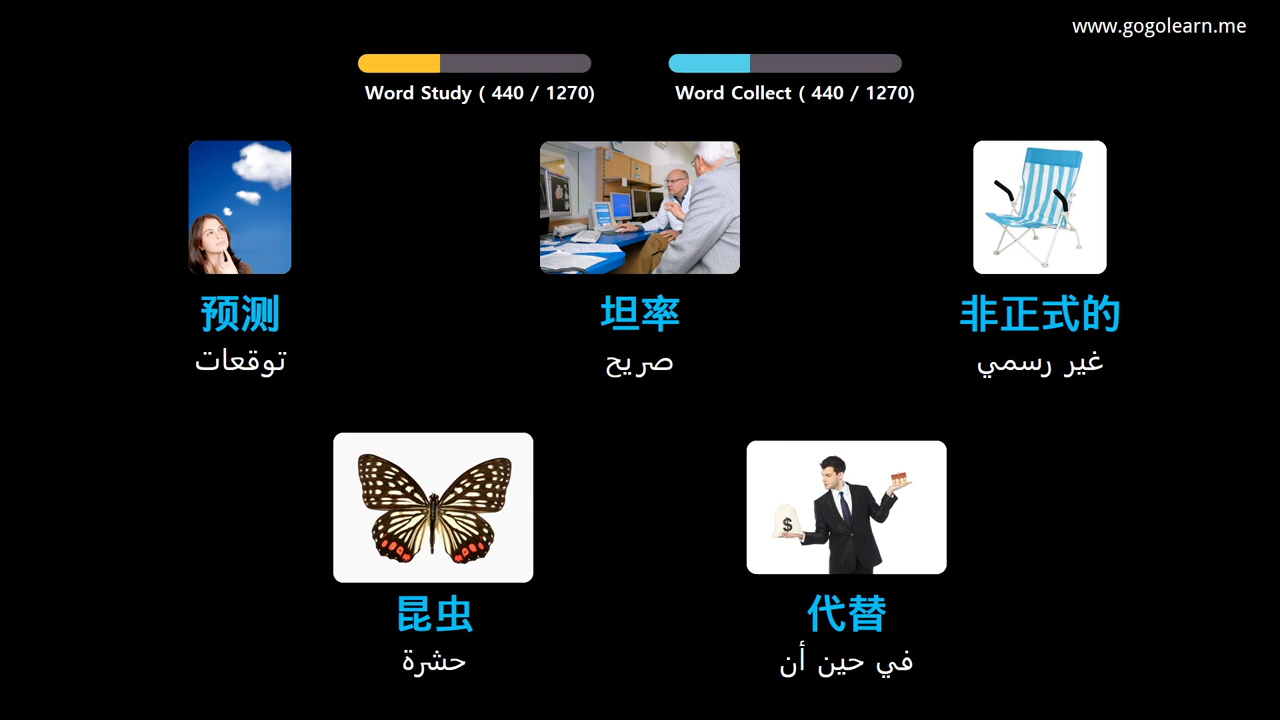 www.gogolearn.me
Word Study ( 440 / 1270)
Word Collect ( 440 / 1270)
预测
坦率
非正式的
توقعات
صريح
غير رسمي
$
昆虫
代替
حشرة
في حين أن